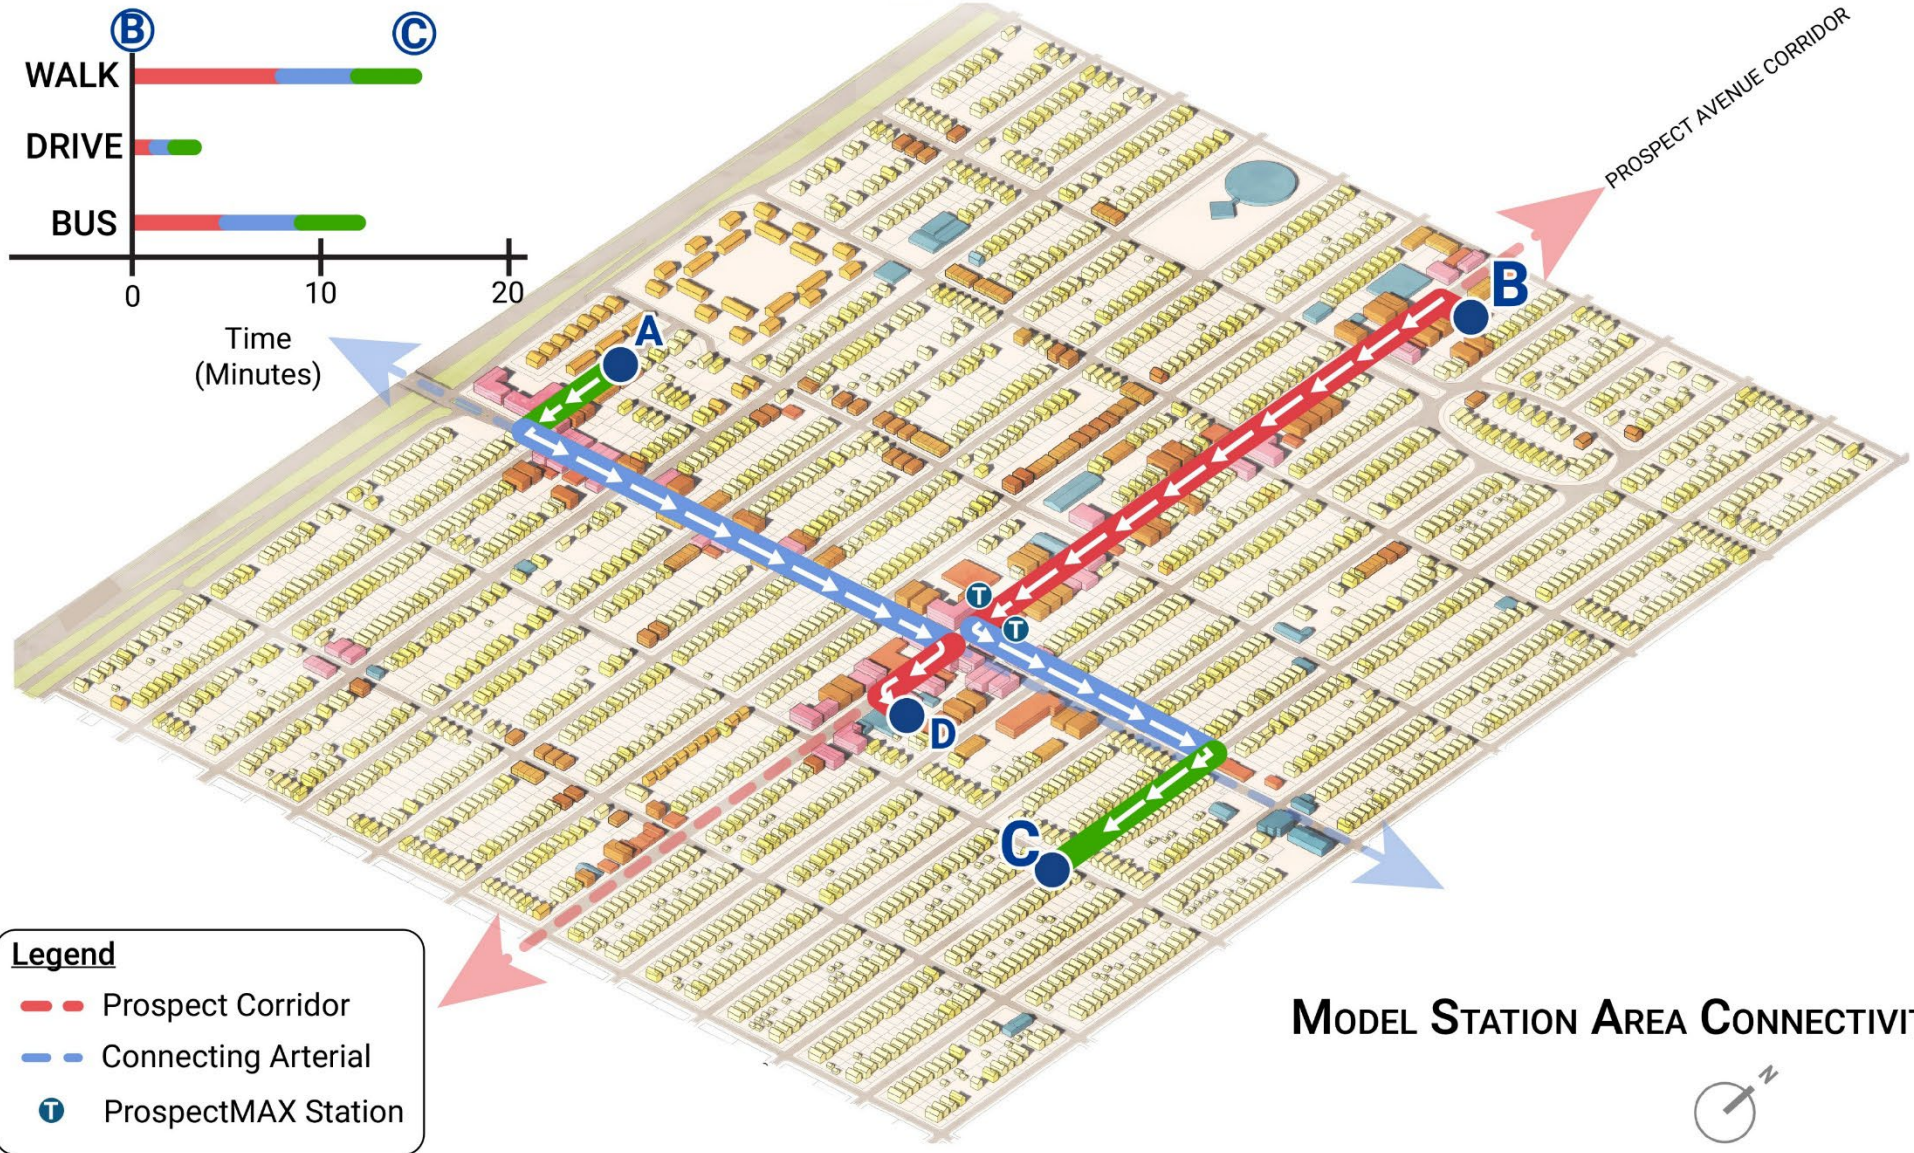 B
C
WALK
DRIVE
BUS
0
10
20
Time
(Minutes)
PROSPECT AVENUE CORRIDOR
A
B
T
T
D
C
Legend
Prospect Corridor
Connecting Arterial
T
ProspectMAX Station
MODEL STATION AREA CONNECTIVI
N